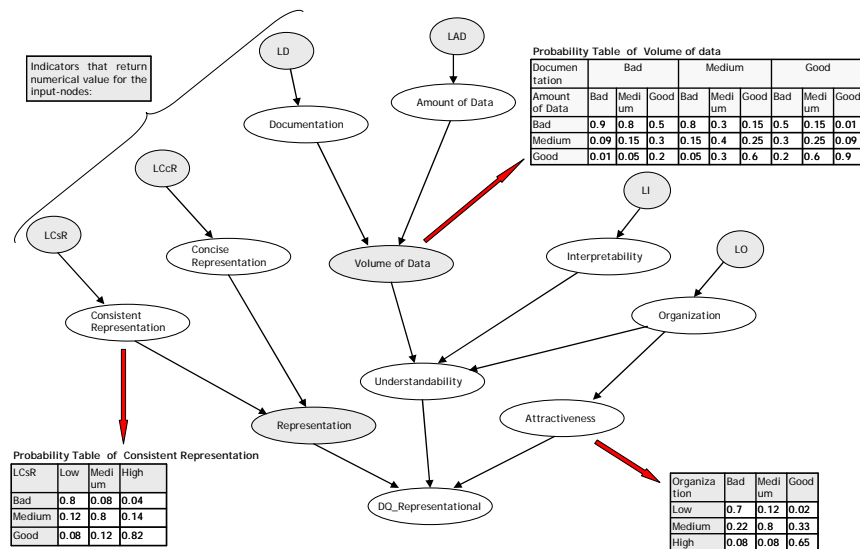 Indicators that return
numerical value for the
input-nodes:
LD
LAD
Documentation
Amount of Data
LCcR
LCsR
Concise
Representation
Consistent
Representation
Volume of Data
LI
Interpretability
LO
Organization
Understandability
Attractiveness
Representation
DQ_Representational
Probability Table of Volume of data
Documen Bad Medium Good
tation
Amount Bad Medi Good Bad Medi Good Bad Medi Good
of Data um um um
Bad 0.9 0.8 0.5 0.8 0.3 0.15 0.5 0.15 0.01
Medium 0.09 0.15 0.3 0.15 0.4 0.25 0.3 0.25 0.09
Good 0.01 0.05 0.2 0.05 0.3 0.6 0.2 0.6 0.9
Probability Table of Consistent Representation
LCsR Low Medi High
um
Bad 0.8 0.08 0.04
Medium 0.12 0.8 0.14
Good 0.08 0.12 0.82
Organiza Bad Medi Good
tion um
Low 0.7 0.12 0.02
Medium 0.22 0.8 0.33
High 0.08 0.08 0.65